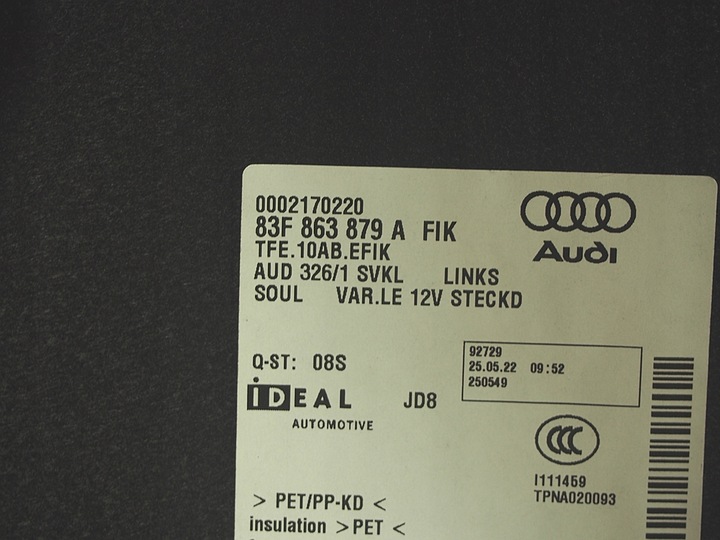 0002170220
83F 863 879 A FIK
TFE.10AB.EFIK
AUD 326/1 SVKL LINKS
SOUL VAR.LE 12V STECKD
Audi
Q-ST: 08S
92729
25.05.22 09:52
250549
IDEAL JD8
AUTOMOTIVE
CCC
I111459
TPNA020093
> PET/PP-KD <
insulation >PET <